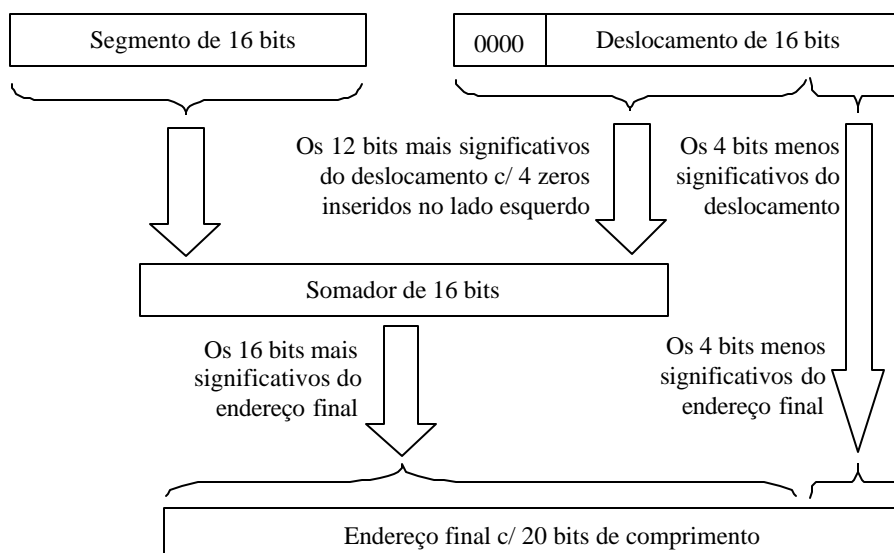 Segmento de 16 bits
0000
Deslocamento de 16 bits
Os 12 bits mais significativos
do deslocamento c/ 4 zeros
inseridos no lado esquerdo
Os 4 bits menos
significativos do
deslocamento
Somador de 16 bits
Os 16 bits mais
significativos do
endereço final
Os 4 bits menos
significativos do
endereço final
Endereço final c/ 20 bits de comprimento